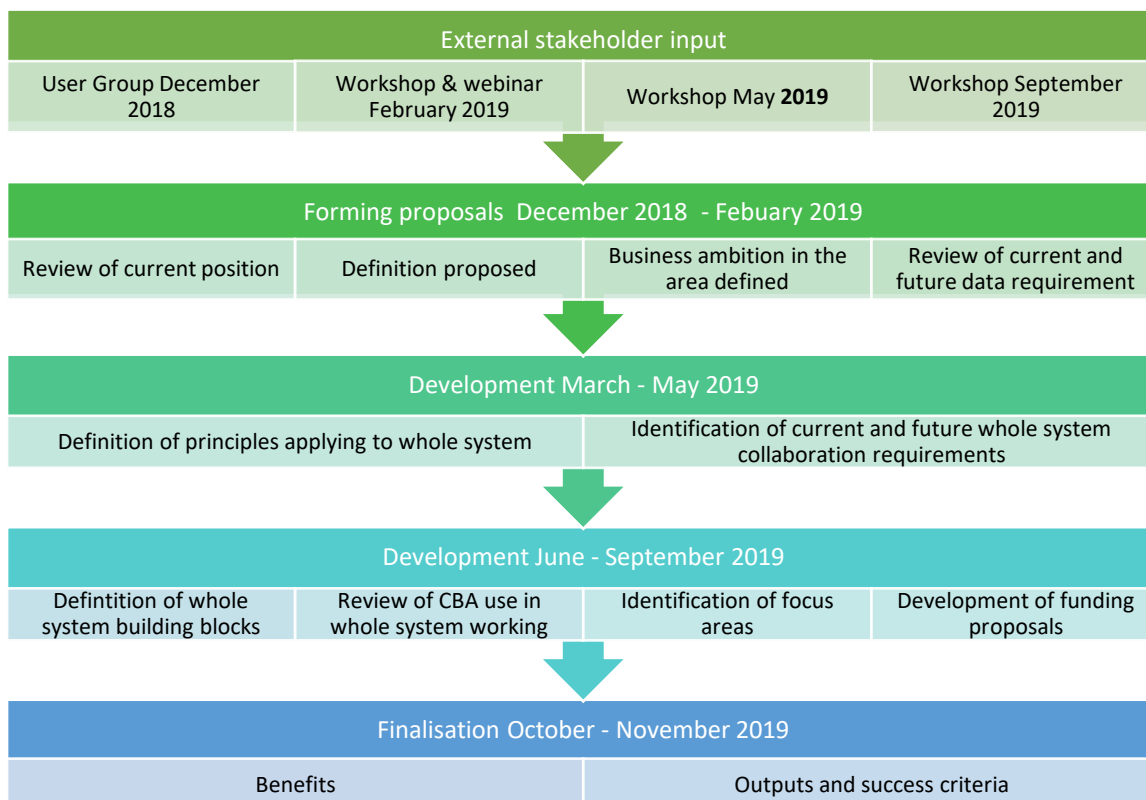 External stakeholder input
User Group December
2018
Workshop & webinar
February 2019
Workshop May 2019
Workshop September
2019
Forming proposals  December 2018  - Febuary 2019
Review of current position
Definition proposed
Business ambition in the
area defined
Review of current and
future data requirement
Development March - May 2019
Definition of principles applying to whole system
Identification of current and future whole system
collaboration requirements
Development June - September 2019
Defintition of whole
system building blocks
Review of CBA use in
whole system working
Identification of focus
areas
Development of funding
proposals
Finalisation October - November 2019
Benefits
Outputs and success criteria